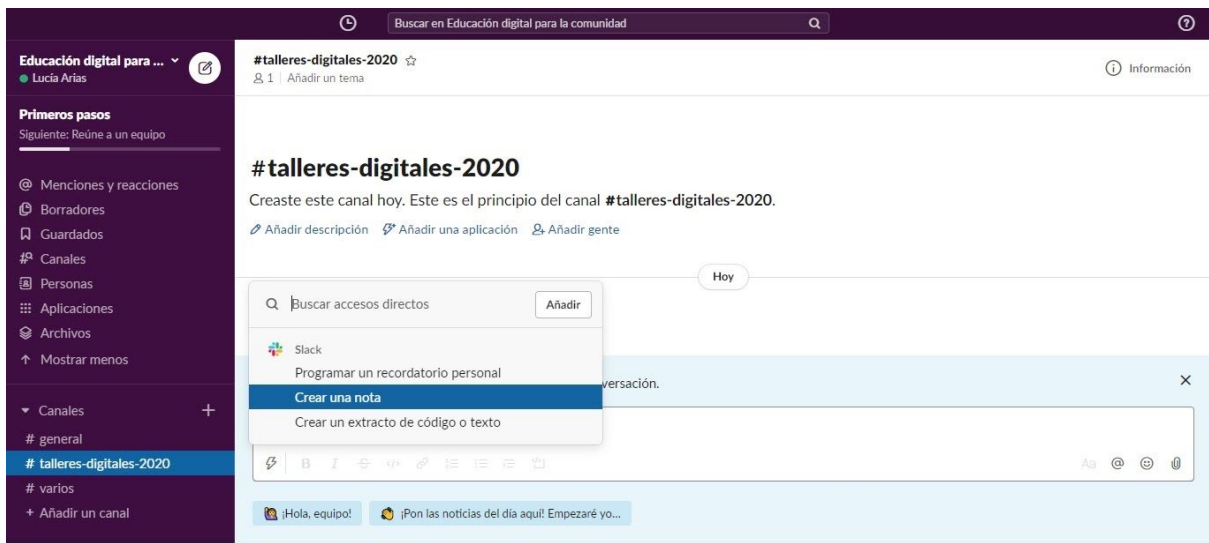 Buscar en Educación digital para la comunidad
Educación digital para ...
Lucía Arias
Primeros pasos
Siguiente: Reúne a un equipo
Menciones y reacciones
Borradores
Guardados
Canales
Personas
Aplicaciones
Archivos
Mostrar menos
Canales
# general
# talleres-digitales-2020
# varios
+ Añadir un canal
#talleres-digitales-2020
1 | Añadir un tema
Información
#talleres-digitales-2020
Creaste este canal hoy. Este es el principio del canal #talleres-digitales-2020.
Añadir descripción Añadir una aplicación Añadir gente
Hoy
Buscar accesos directos Añadir
Slack
Programar un recordatorio personal
Crear una nota
Crear un extracto de código o texto
versación.
B I S Aa @
¡Hola, equipo! ¡Pon las noticias del día aquí! Empezaré yo...